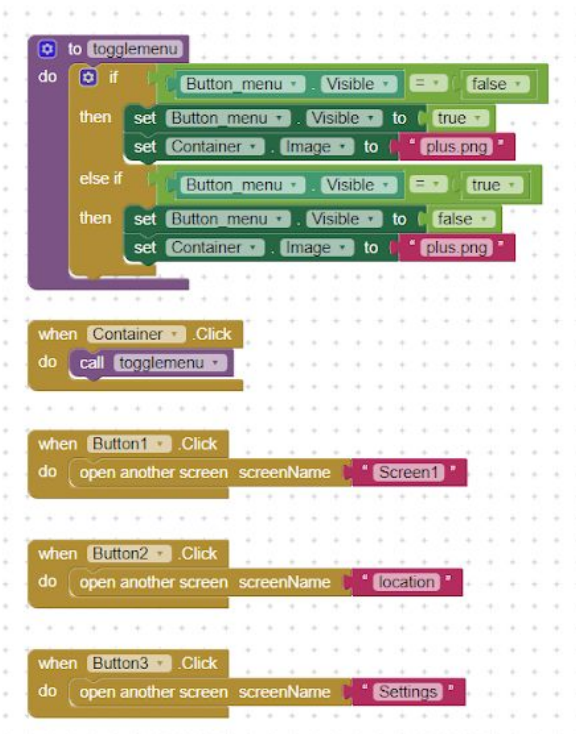 to togglemenu
do if Button_menu . Visible = false
then set Button_menu . Visible to true
set Container . Image to " plus.png "
else if Button_menu . Visible = true
then set Button_menu . Visible to false
set Container . Image to " plus.png "
when Container .Click
do call togglemenu
when Button1 .Click
do open another screen screenName " Screen1 "
when Button2 .Click
do open another screen screenName " location "
when Button3 .Click
do open another screen screenName " Settings "